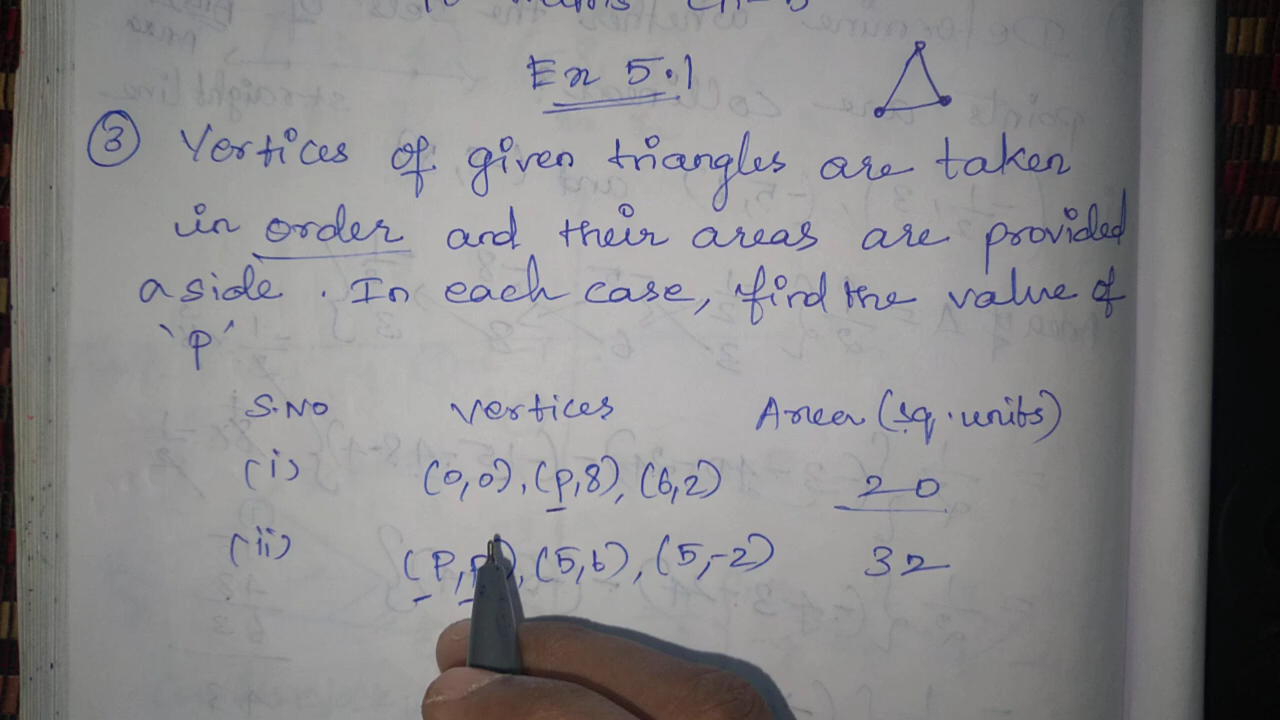 Ex 5.1
③ Vertices of given triangles are taken
in order and their areas are provided
aside. In each case, find the value of
'p'
S.NO vertices Area (sq.units)
(i) (0,0), (p,8), (6,2) 20
(ii) (P,p), (5,6), (5,-2) 32